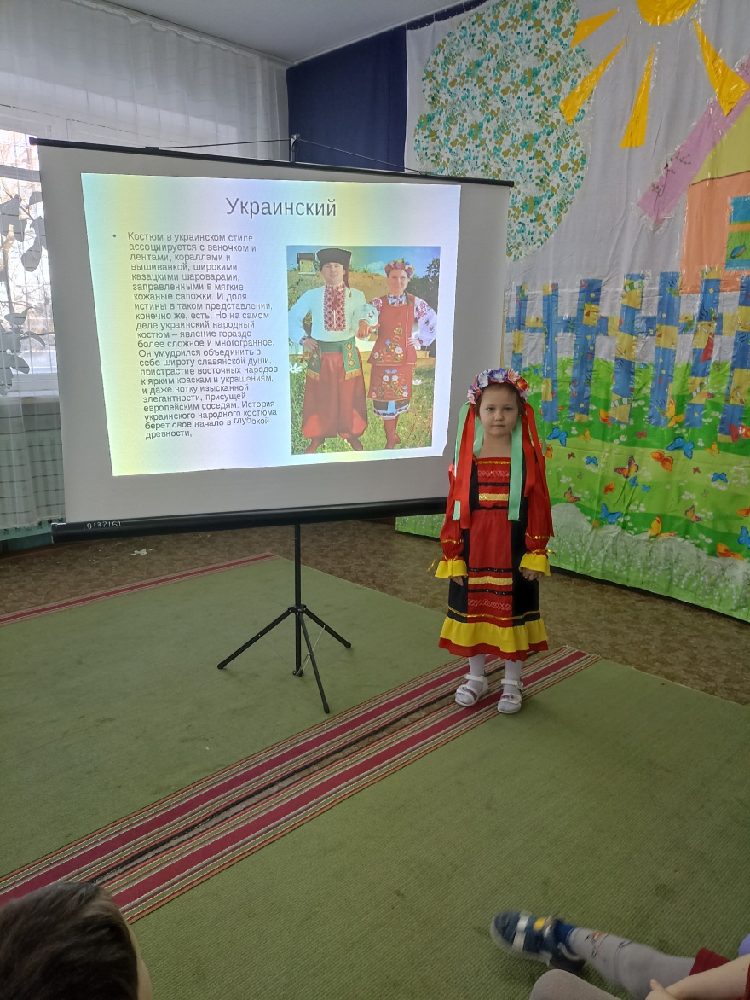 Украинский
• Костюм в украинском стиле
ассоциируется с веночком и
лентами, кораллами и
вышиванкой, широкими
казацкими шароварами,
заправленными в мягкие
кожаные сапожки. И доля
истины в таком представлении,
конечно же, есть. Но на самом
деле украинский народный
костюм – явление гораздо
более сложное и многогранное.
Он умудрился объединить в
себе широту славянской души,
пристрастие восточных народов
к ярким краскам и украшениям,
и даже нотку изысканной
элегантности, присущей
европейским соседям. История
украинского народного костюма
берет свое начало в глубокой
древности,